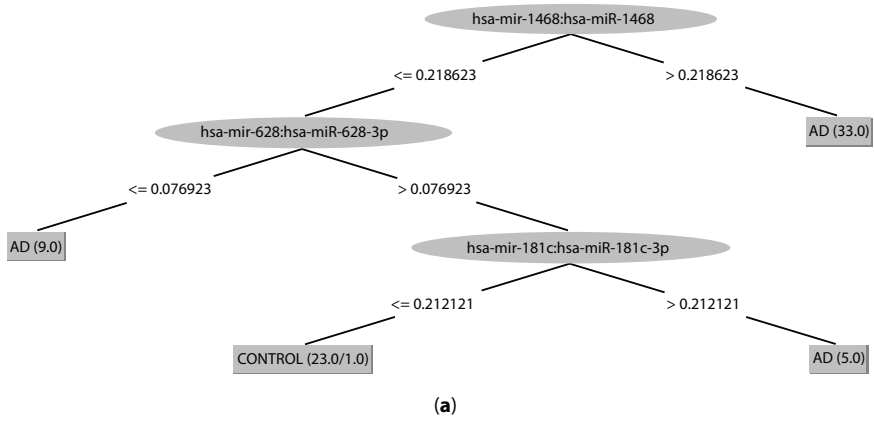 hsa-mir-1468:hsa-miR-1468
<= 0.218623
> 0.218623
hsa-mir-628:hsa-miR-628-3p
AD (33.0)
<= 0.076923
> 0.076923
AD (9.0)
hsa-mir-181c:hsa-miR-181c-3p
<= 0.212121
> 0.212121
CONTROL (23.0/1.0)
AD (5.0)
(a)